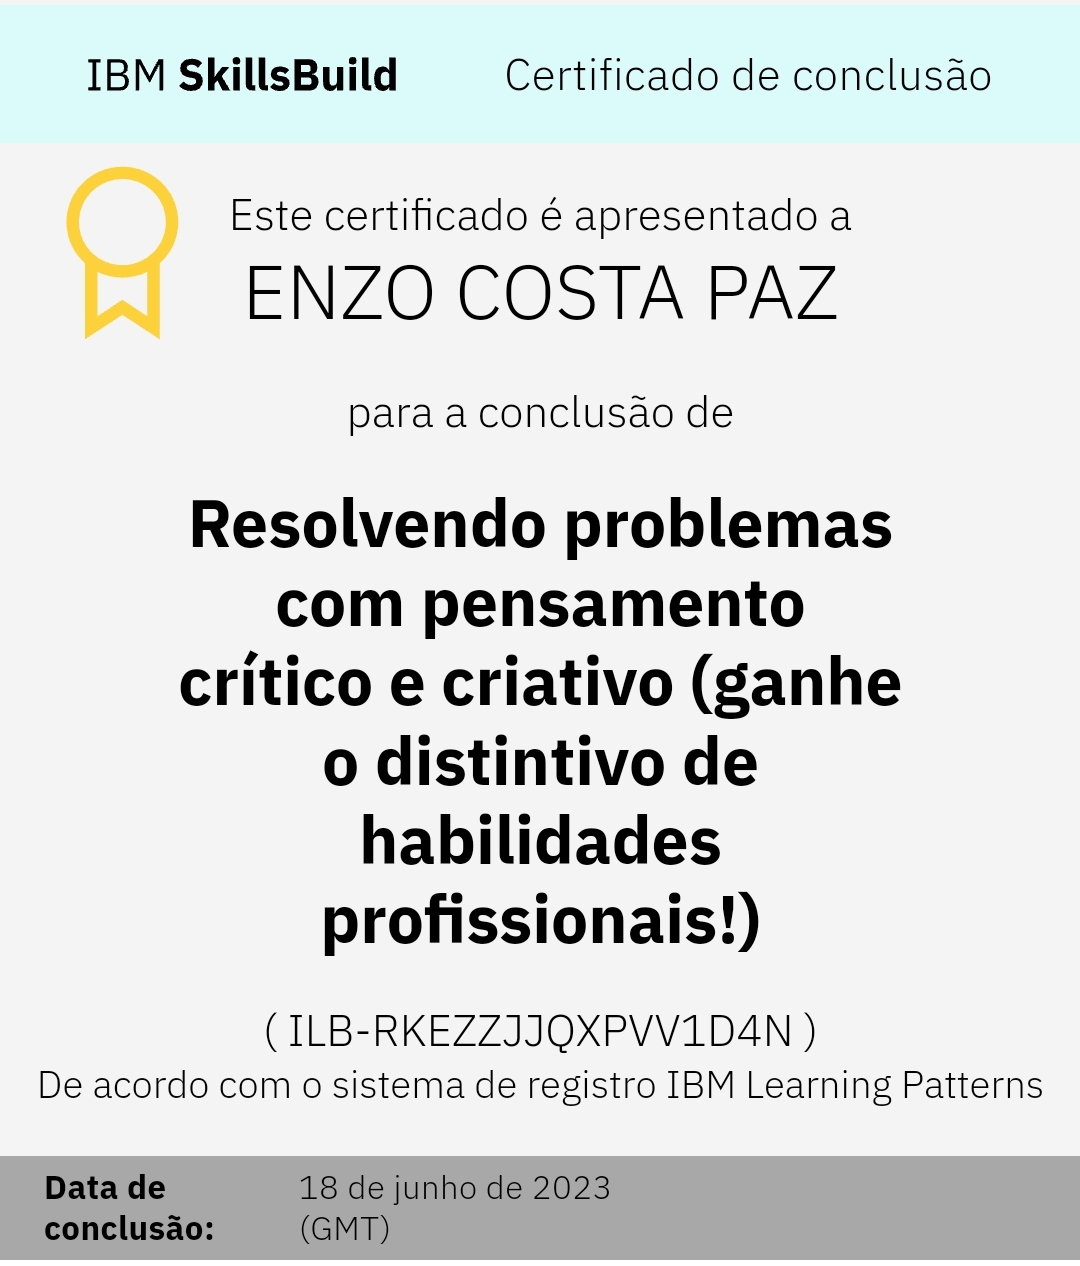 IBM SkillsBuild Certificado de conclusão
Este certificado é apresentado a
ENZO COSTA PAZ
para a conclusão de
Resolvendo problemas
com pensamento
crítico e criativo (ganhe
o distintivo de
habilidades
profissionais!)
( ILB-RKEZZJJQXPVV1D4N )
De acordo com o sistema de registro IBM Learning Patterns
Data de conclusão: 18 de junho de 2023 (GMT)